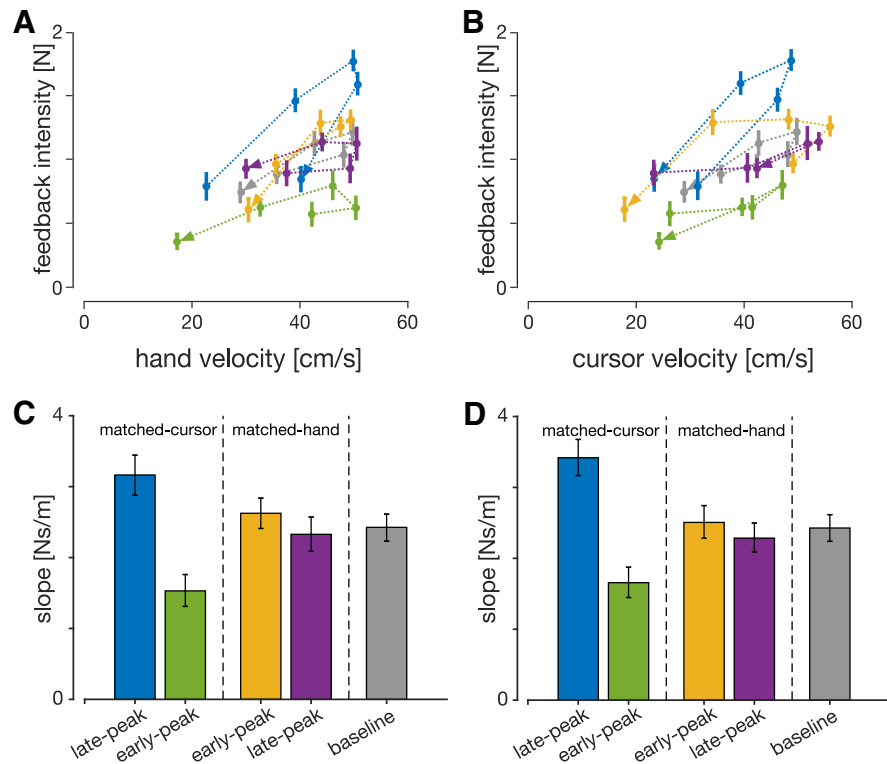 A
B
2
feedback intensity [N]
0
0
20
40
60
hand velocity [cm/s]
2
feedback intensity [N]
0
0
20
40
60
cursor velocity [cm/s]
C
D
4
slope [Ns/m]
0
matched-cursor
matched-hand
late-peak
early-peak
early-peak
late-peak
baseline
4
slope [Ns/m]
0
matched-cursor
matched-hand
late-peak
early-peak
early-peak
late-peak
baseline